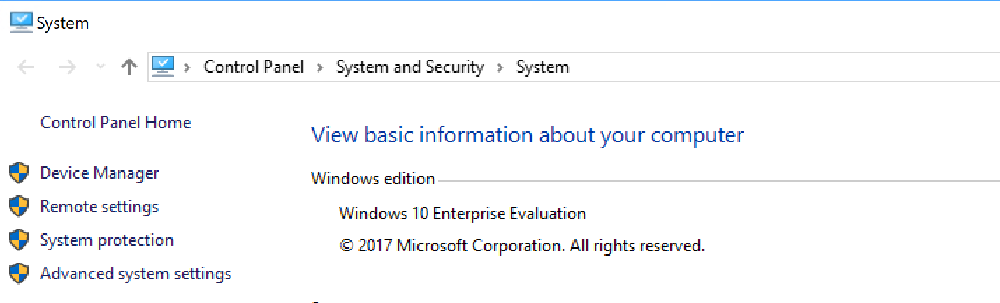 System
Control Panel > System and Security > System
Control Panel Home
View basic information about your computer
Device Manager
Windows edition
Remote settings
Windows 10 Enterprise Evaluation
System protection
© 2017 Microsoft Corporation. All rights reserved.
Advanced system settings